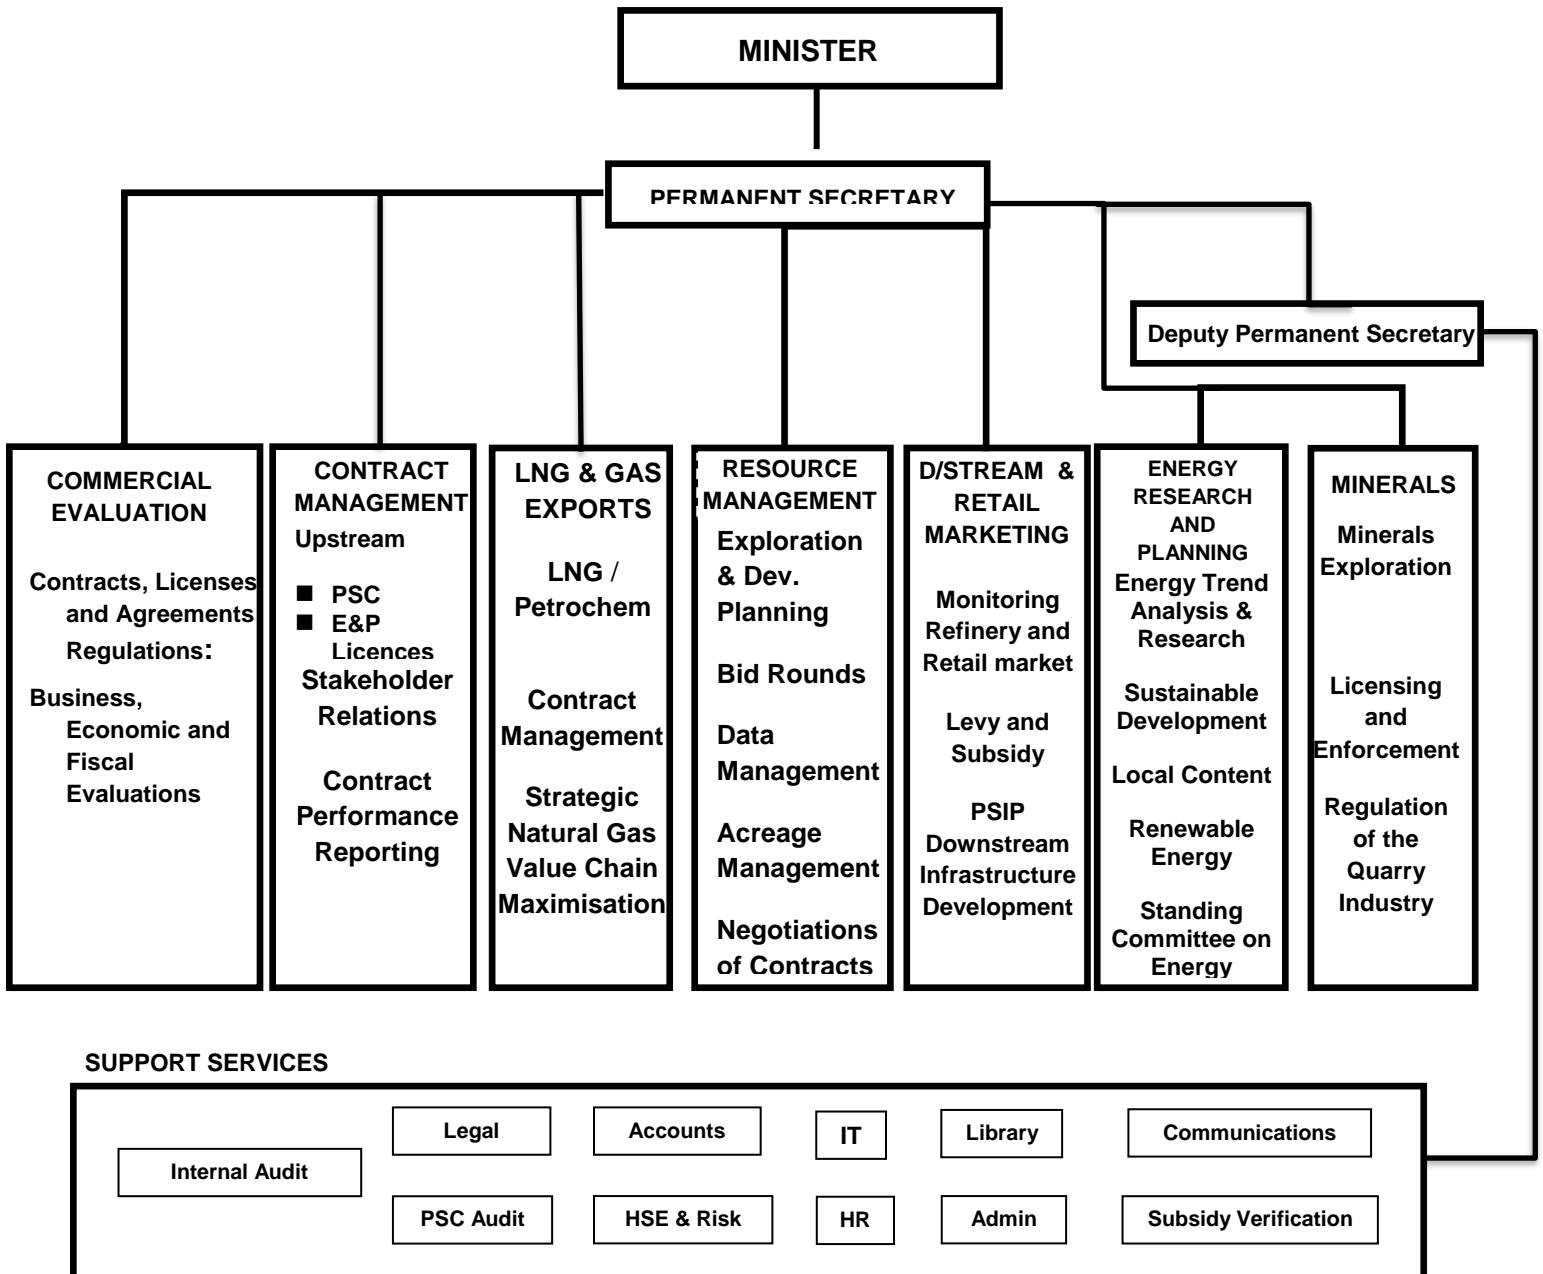 MINISTER
PERMANENT SECRETARY
Deputy Permanent Secretary
COMMERCIAL
EVALUATION
Contracts, Licenses
and Agreements
Regulations:
Business,
Economic and
Fiscal
Evaluations
CONTRACT
MANAGEMENT
Upstream
■ PSC
■ E&P
Licences
Stakeholder
Relations
Contract
Performance
Reporting
LNG & GAS
EXPORTS
LNG /
Petrochem
Contract
Management
Strategic
Natural Gas
Value Chain
Maximisation
RESOURCE
MANAGEMENT
Exploration
& Dev.
Planning
Bid Rounds
Data
Management
Acreage
Management
Negotiations
of Contracts
D/STREAM &
RETAIL
MARKETING
Monitoring
Refinery and
Retail market
Levy and
Subsidy
PSIP
Downstream
Infrastructure
Development
ENERGY
RESEARCH
AND
PLANNING
Energy Trend
Analysis &
Research
Sustainable
Development
Local Content
Renewable
Energy
Standing
Committee on
Energy
MINERALS
Minerals
Exploration
Licensing
and
Enforcement
Regulation
of the
Quarry
Industry
SUPPORT SERVICES
Internal Audit
Legal
Accounts
IT
Library
Communications
PSC Audit
HSE & Risk
HR
Admin
Subsidy Verification